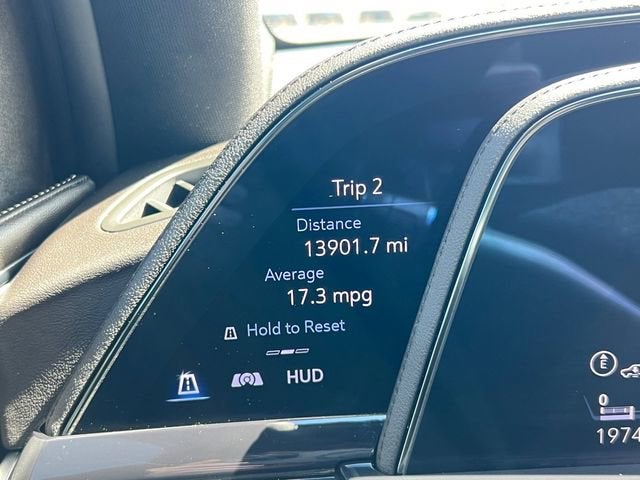 Trip 2
Distance
13901.7 mi
Average
17.3 mpg
Hold to Reset
HUD
E
0
1974